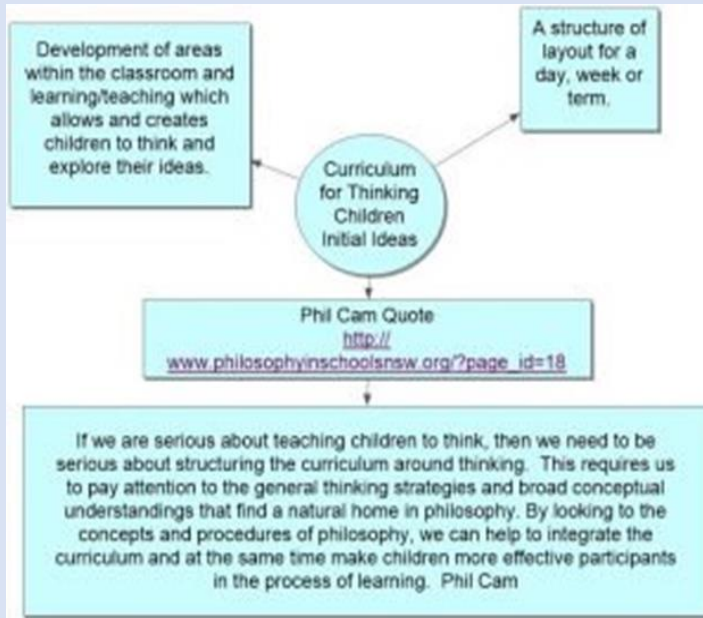 Development of areas
within the classroom and
learning/teaching which
allows and creates
children to think and
explore their ideas.
A structure of
layout for a
day, week or
term.
Curriculum
for Thinking
Children
Initial Ideas
Phil Cam Quote
http://
www.philosophyinschoolsnsw.org/?page_id=18
If we are serious about teaching children to think, then we need to be
serious about structuring the curriculum around thinking. This requires us
to pay attention to the general thinking strategies and broad conceptual
understandings that find a natural home in philosophy. By looking to the
concepts and procedures of philosophy, we can help to integrate the
curriculum and at the same time make children more effective participants
in the process of learning. Phil Cam